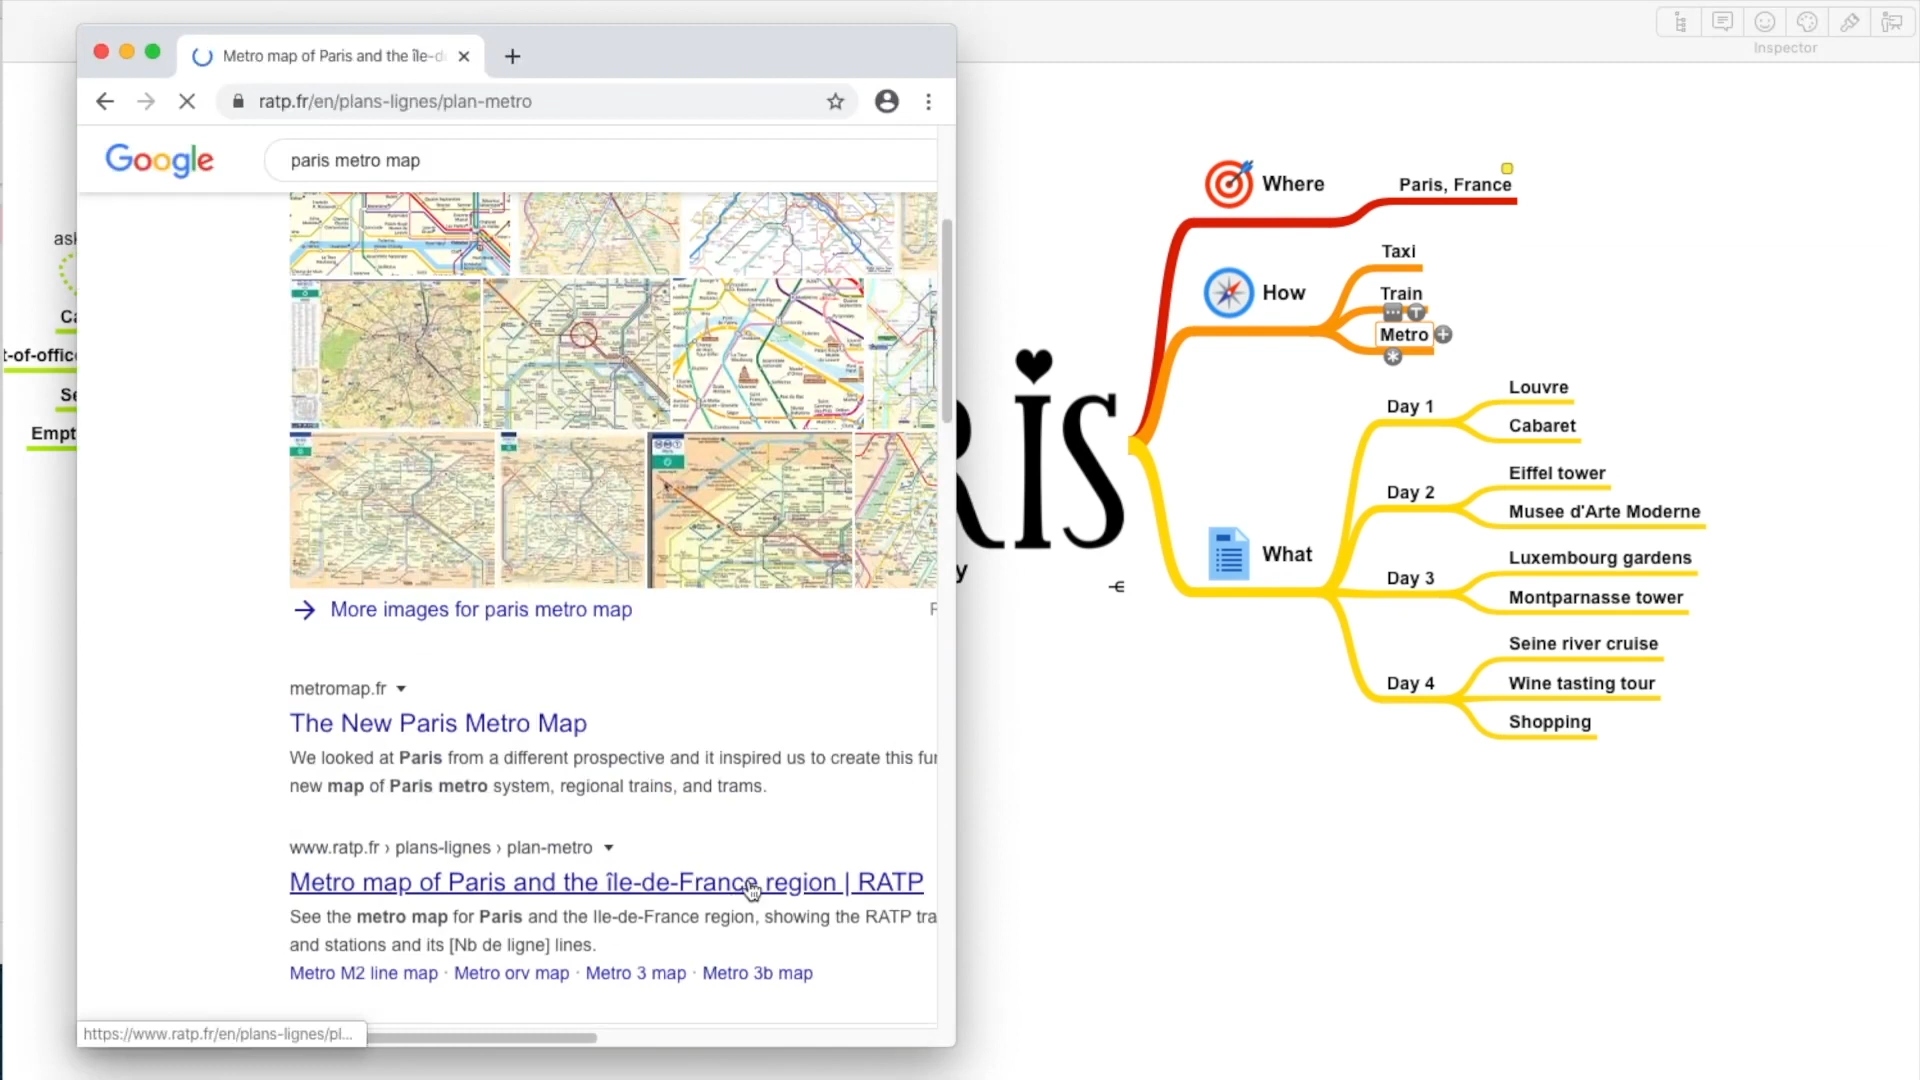 Metro map of Paris and the île-d
ratp.fr/en/plans-lignes/plan-metro
Google
paris metro map
More images for paris metro map
metromap.fr
The New Paris Metro Map
We looked at Paris from a different prospective and it inspired us to create this fu
new map of Paris metro system, regional trains, and trams.
www.ratp.fr › plans-lignes › plan-metro
Metro map of Paris and the île-de-France region | RATP
See the metro map for Paris and the Ile-de-France region, showing the RATP tra
and stations and its [Nb de ligne] lines.
Metro M2 line map · Metro orv map · Metro 3 map · Metro 3b map
https://www.ratp.fr/en/plans-lignes/pl...
ask
Ca
t-of-office
Se
Empt
Inspector
RIS
y
Where
Paris, France
How
Taxi
Train
Metro
What
Day 1
Louvre
Cabaret
Day 2
Eiffel tower
Musee d'Arte Moderne
Day 3
Luxembourg gardens
Montparnasse tower
Day 4
Seine river cruise
Wine tasting tour
Shopping